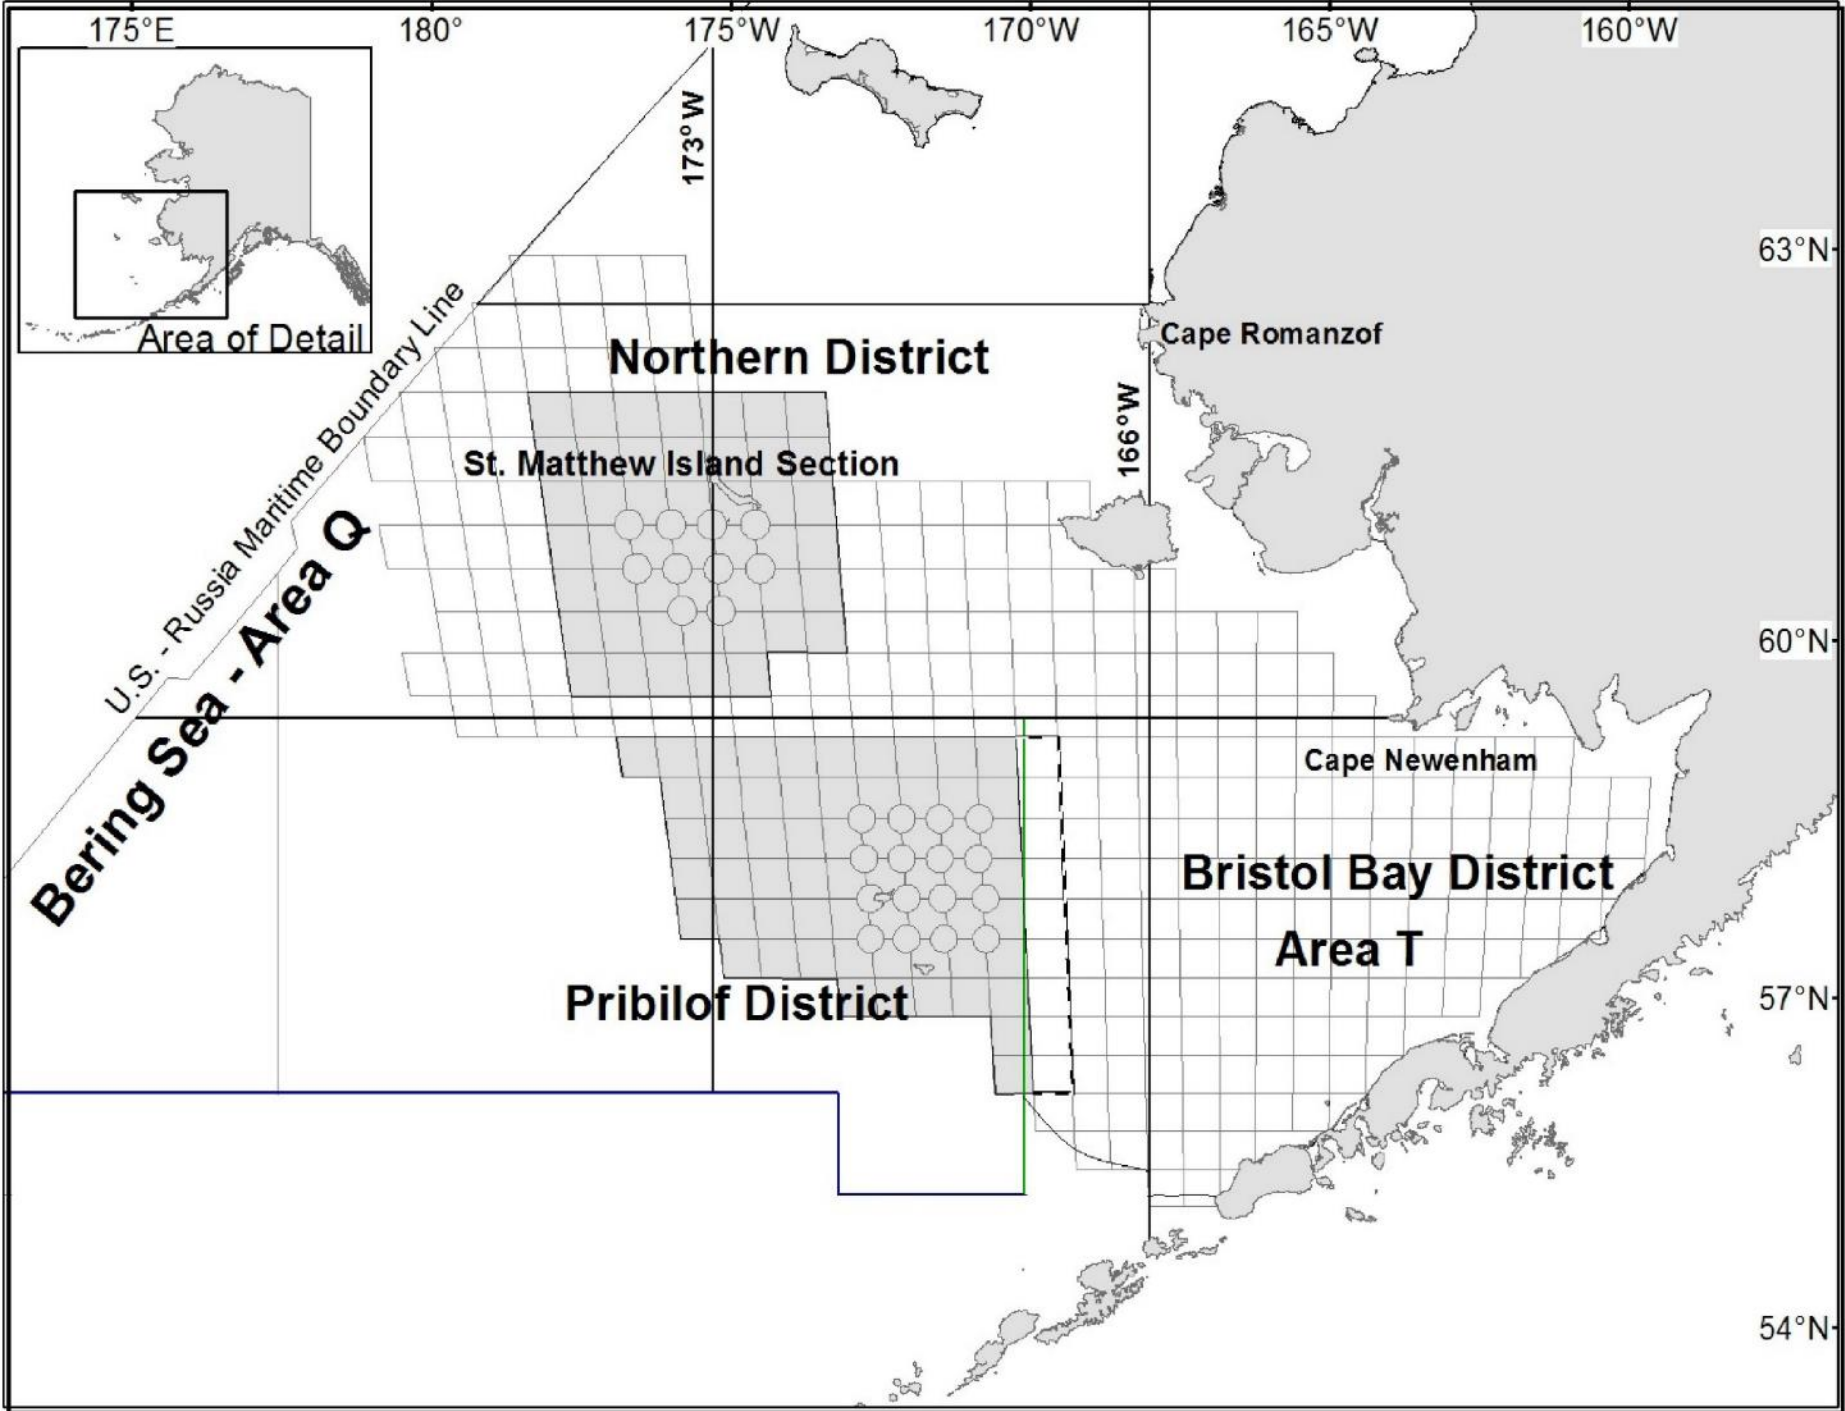 175°E
180°
175°W
170°W
165°W
160°W
173°W
63°N
Area of Detail
U.S. - Russia Maritime Boundary Line
Northern District
Cape Romanzof
166°W
St. Matthew Island Section
Bering Sea - Area Q
60°N
Cape Newenham
Bristol Bay District
Area T
Pribilof District
57°N
54°N